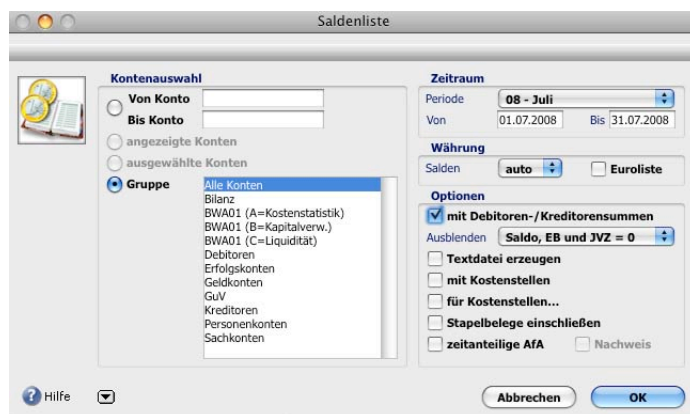 Saldenliste
Kontenauswahl
Von Konto
Bis Konto
angezeigte Konten
ausgewählte Konten
Gruppe
Alle Konten
Bilanz
BWA01 (A=Kostenstatistik)
BWA01 (B=Kapitalverw.)
BWA01 (C=Liquidität)
Debitoren
Erfolgskonten
Geldkonten
GuV
Kreditoren
Personenkonten
Sachkonten
Zeitraum
Periode 08 - Juli
Von 01.07.2008 Bis 31.07.2008
Währung
Salden auto Euroliste
Optionen
mit Debitoren-/Kreditorensummen
Ausblenden Saldo, EB und JVZ = 0
Textdatei erzeugen
mit Kostenstellen
für Kostenstellen...
Stapelbelege einschließen
zeitanteilige AfA Nachweis
Hilfe
Abbrechen OK